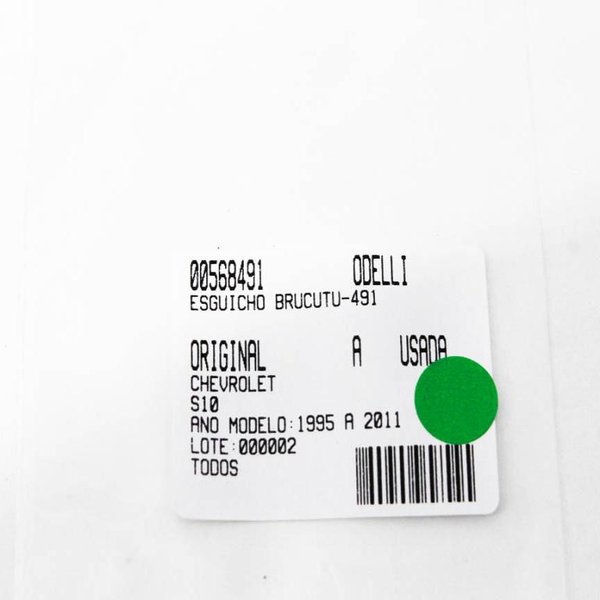 00568491 ODELLI
ESGUICHO BRUCUTU-491
ORIGINAL A USADA
CHEVROLET
S10
ANO MODELO:1995 A 2011
LOTE:000002
TODOS